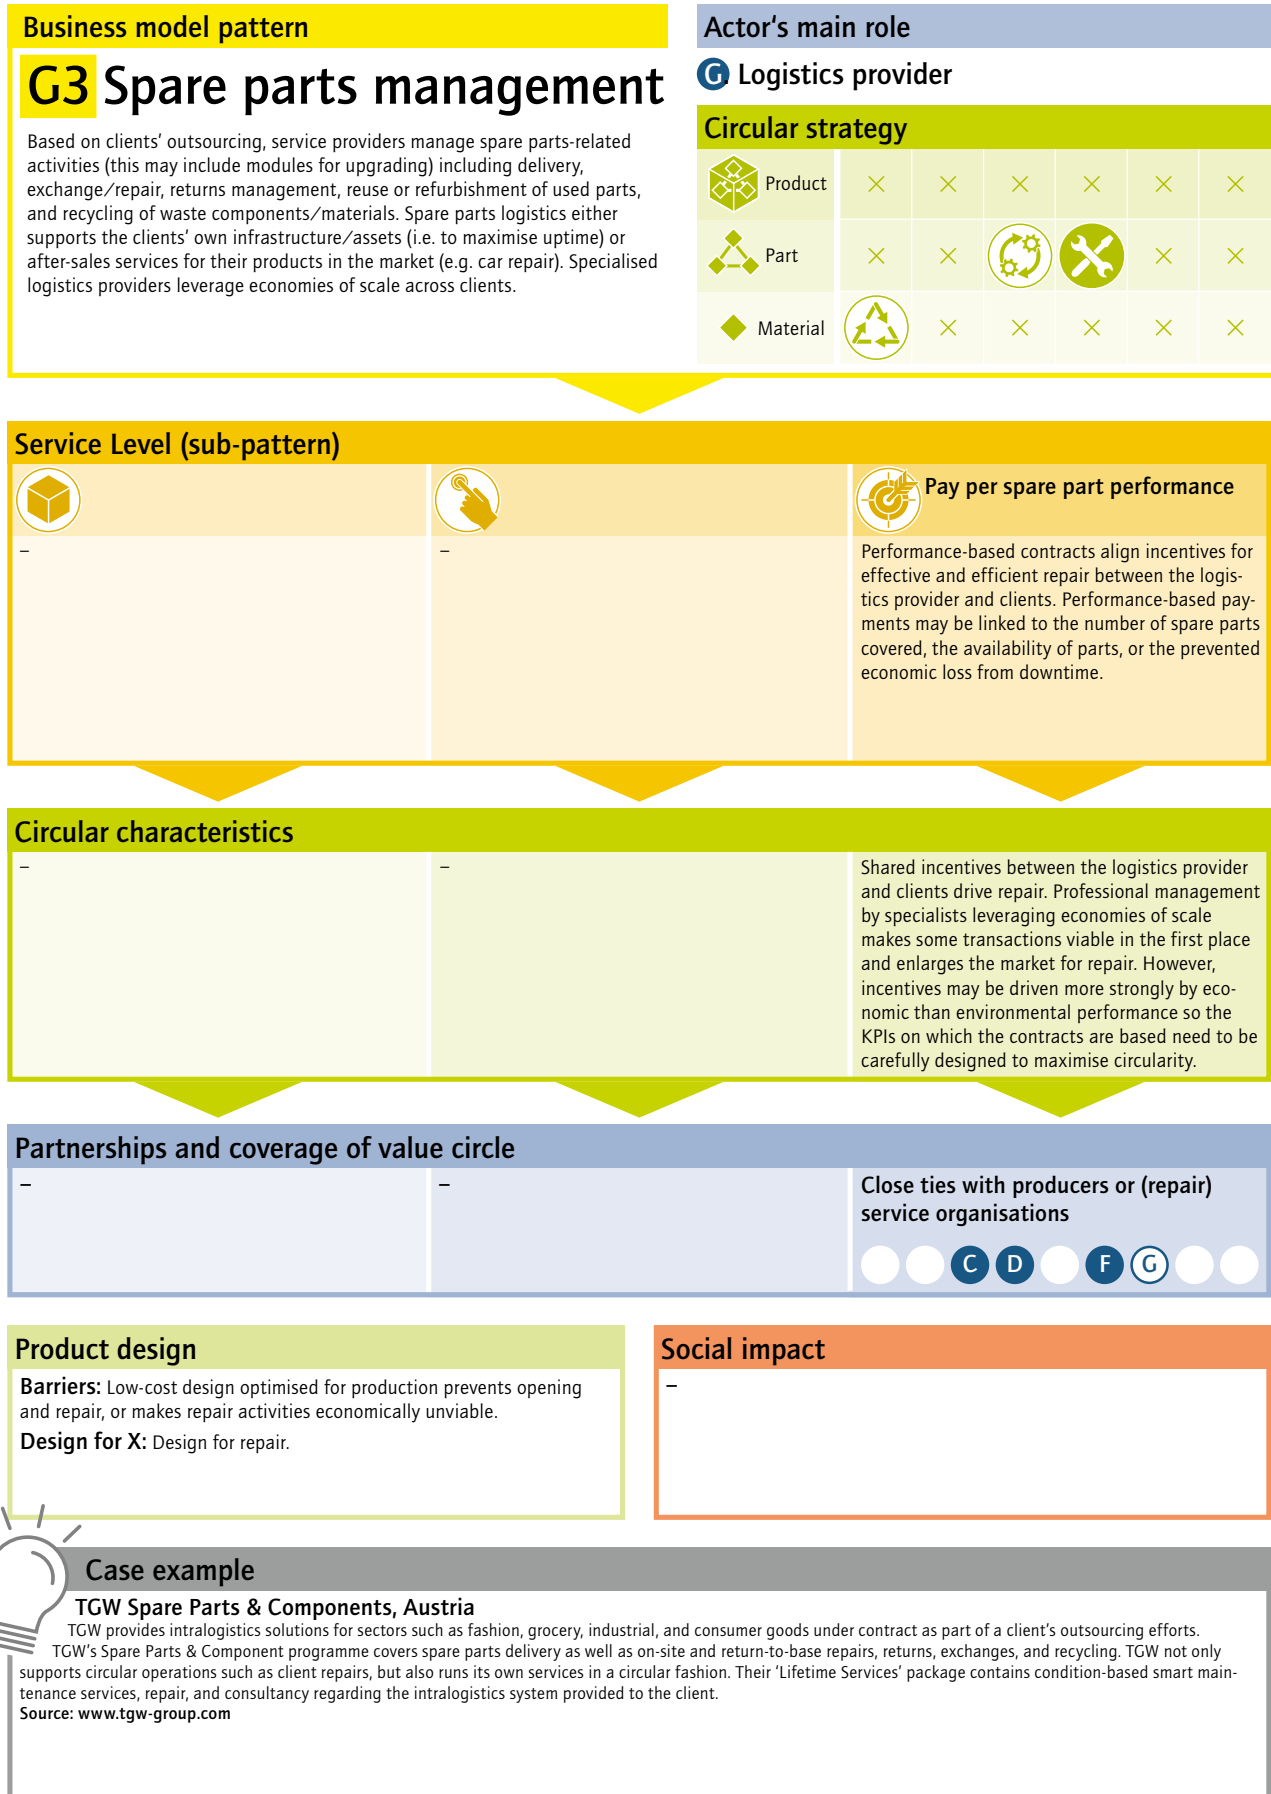 Business model pattern
G3 Spare parts management
Based on clients’ outsourcing, service providers manage spare parts-related
activities (this may include modules for upgrading) including delivery,
exchange/repair, returns management, reuse or refurbishment of used parts,
and recycling of waste components/materials. Spare parts logistics either
supports the clients’ own infrastructure/assets (i.e. to maximise uptime) or
after-sales services for their products in the market (e.g. car repair). Specialised
logistics providers leverage economies of scale across clients.
Actor‘s main role
G. Logistics provider
Circular strategy
Product
Part
Material
Service Level (sub-pattern)
–
–
Pay per spare part performance
Performance-based contracts align incentives for
effective and efficient repair between the logis-
tics provider and clients. Performance-based pay-
ments may be linked to the number of spare parts
covered, the availability of parts, or the prevented
economic loss from downtime.
Circular characteristics
–
–
Shared incentives between the logistics provider
and clients drive repair. Professional management
by specialists leveraging economies of scale
makes some transactions viable in the first place
and enlarges the market for repair. However,
incentives may be driven more strongly by eco-
nomic than environmental performance so the
KPIs on which the contracts are based need to be
carefully designed to maximise circularity.
Partnerships and coverage of value circle
–
–
Close ties with producers or (repair)
service organisations
C D F G
Product design
Barriers: Low-cost design optimised for production prevents opening
and repair, or makes repair activities economically unviable.
Design for X: Design for repair.
Social impact
–
Case example
TGW Spare Parts & Components, Austria
TGW provides intralogistics solutions for sectors such as fashion, grocery, industrial, and consumer goods under contract as part of a client’s outsourcing efforts.
TGW’s Spare Parts & Component programme covers spare parts delivery as well as on-site and return-to-base repairs, returns, exchanges, and recycling. TGW not only
supports circular operations such as client repairs, but also runs its own services in a circular fashion. Their ‘Lifetime Services’ package contains condition-based smart main-
tenance services, repair, and consultancy regarding the intralogistics system provided to the client.
Source: www.tgw-group.com